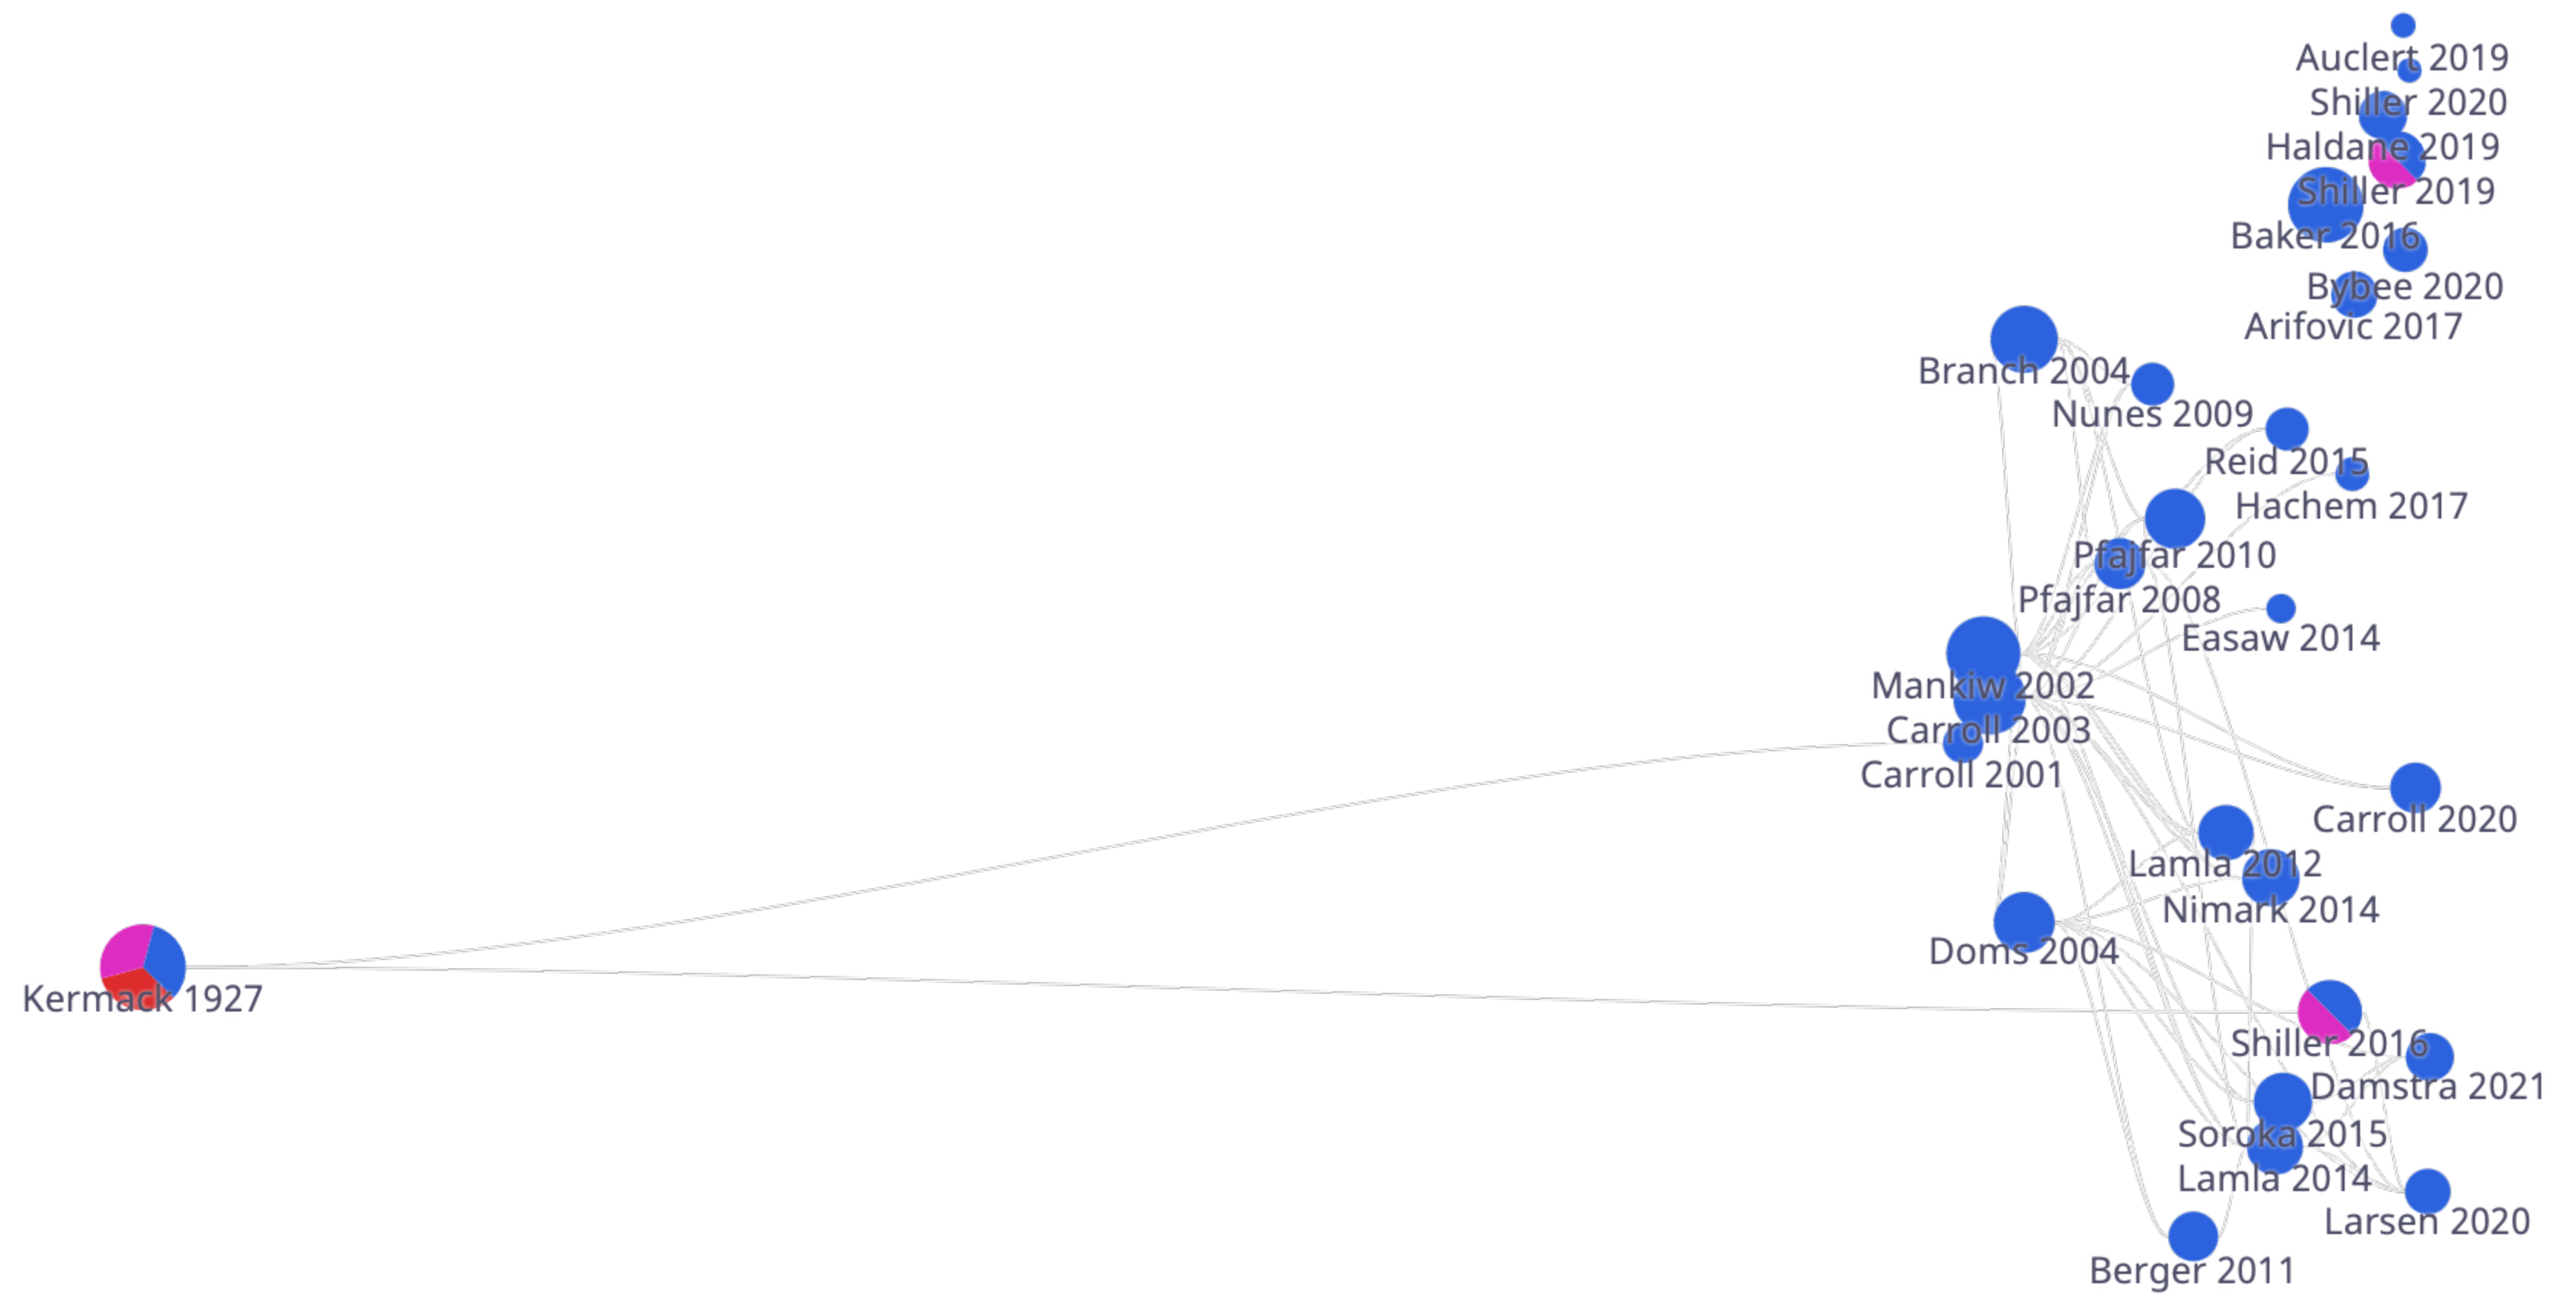 Auclert 2019
Shiller 2020
Haldane 2019
Shiller 2019
Baker 2016
Bybee 2020
Arifovic 2017
Branch 2004
Nunes 2009
Reid 2015
Hachem 2017
Pfajfar 2010
Pfajfar 2008
Easaw 2014
Mankiw 2002
Carroll 2003
Carroll 2001
Carroll 2020
Lamla 2012
Nimark 2014
Doms 2004
Kermack 1927
Shiller 2016
Damstra 2021
Soroka 2015
Lamla 2014
Larsen 2020
Berger 2011